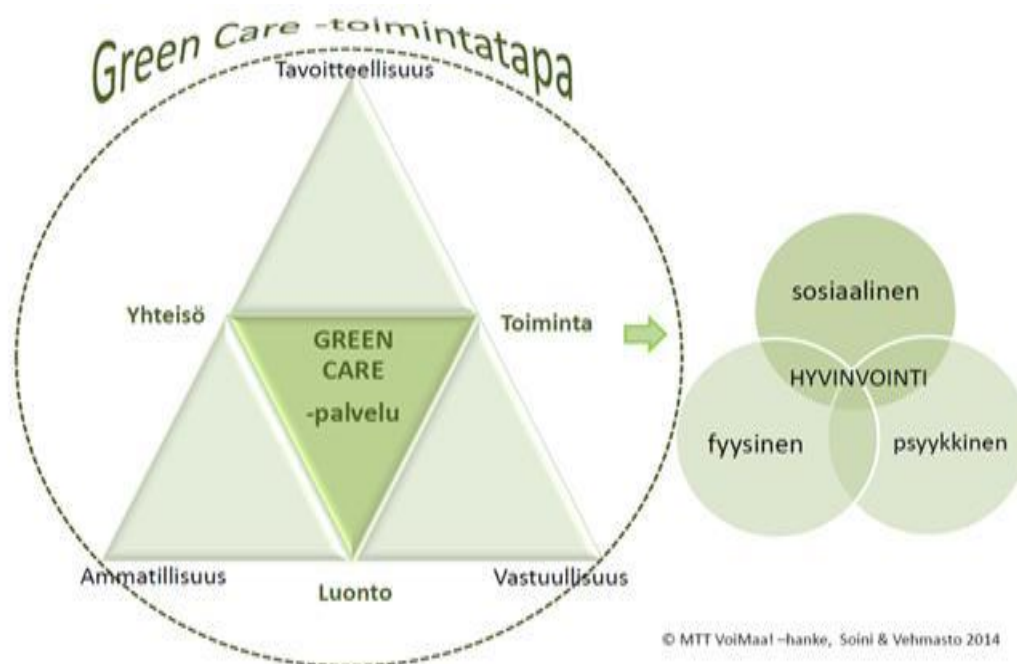 Green Care -toimintatapa
Tavoitteellisuus
Yhteisö
Toiminta
GREEN
CARE
-palvelu
Ammatillisuus
Luonto
Vastuullisuus
sosiaalinen
HYVINVOINTI
fyysinen
psyykkinen
© MTT VoiMaa! –hanke, Soini & Vehmasto 2014